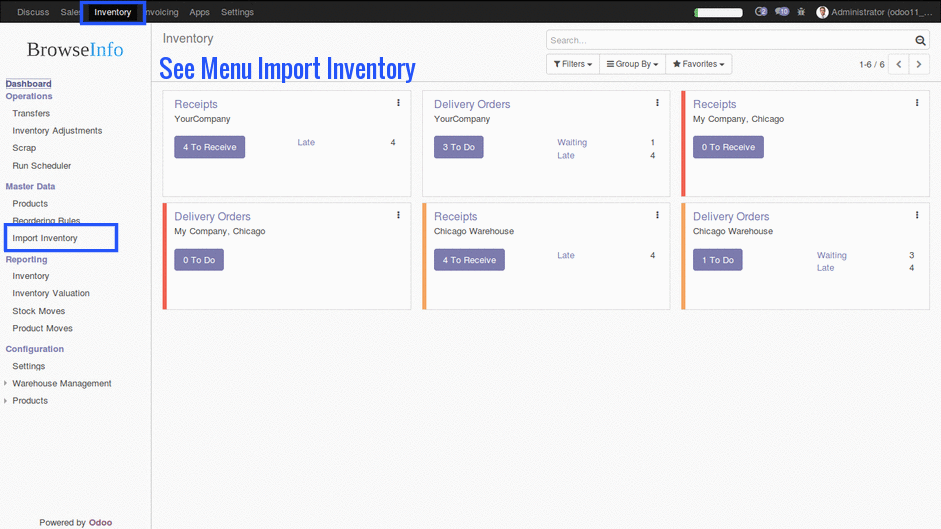 Discuss Sales Inventory Invoicing Apps Settings
2 10 Administrator (odoo11_...
BrowseInfo
Dashboard
Operations
Transfers
Inventory Adjustments
Scrap
Run Scheduler
Master Data
Products
Reordering Rules
Import Inventory
Reporting
Inventory
Inventory Valuation
Stock Moves
Product Moves
Configuration
Settings
Warehouse Management
Products
Powered by Odoo
Inventory
Search...
See Menu Import Inventory
Filters Group By Favorites 1-6 / 6
Receipts
YourCompany
4 To Receive Late 4
Delivery Orders
YourCompany
3 To Do Waiting 1
Late 4
Receipts
My Company, Chicago
0 To Receive
Delivery Orders
My Company, Chicago
0 To Do
Receipts
Chicago Warehouse
4 To Receive Late 4
Delivery Orders
Chicago Warehouse
1 To Do Waiting 3
Late 4